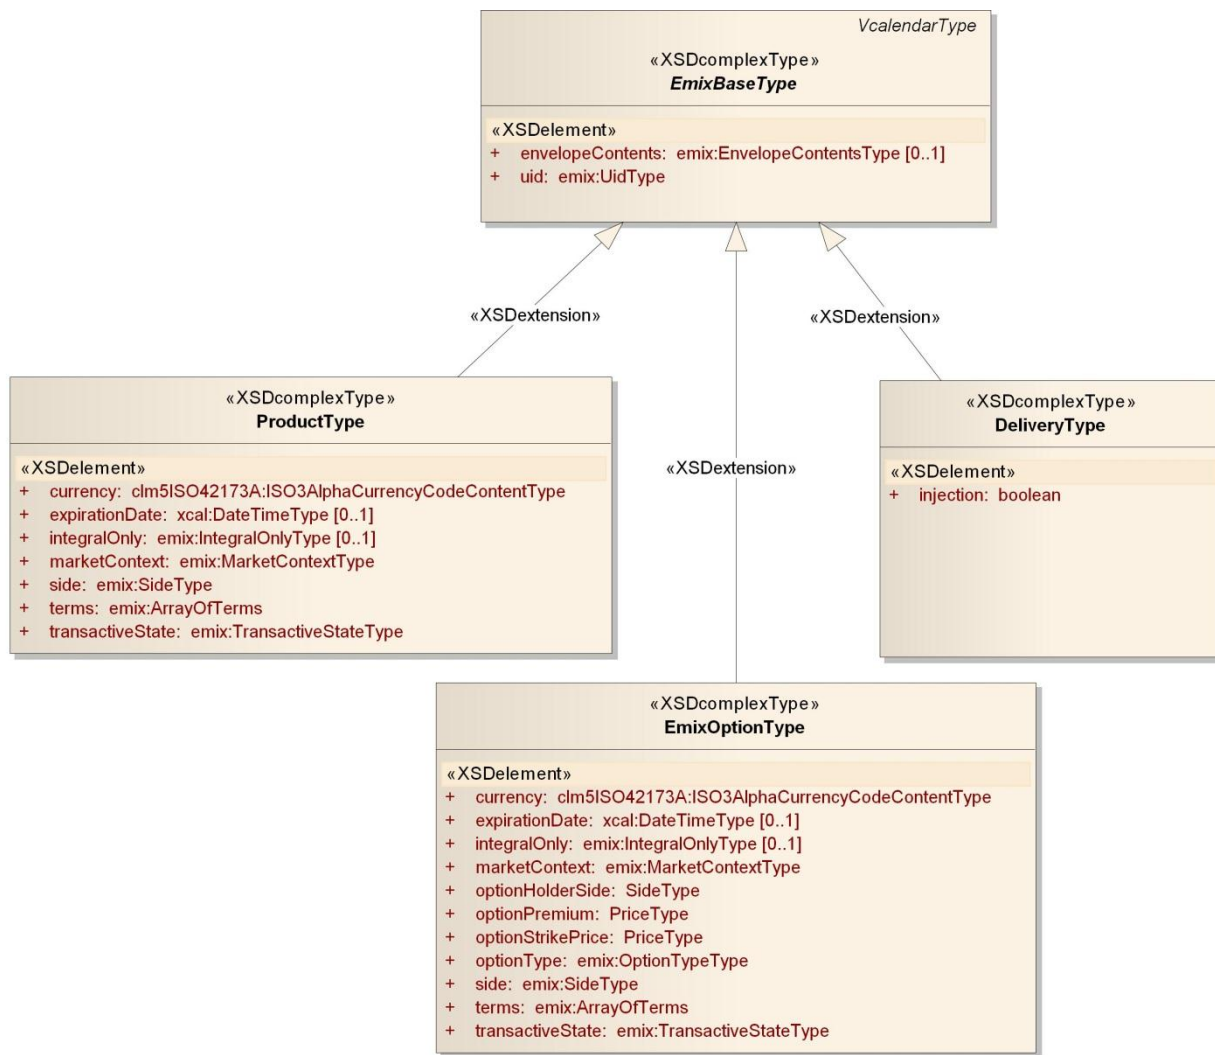 VcalendarType
«XSDcomplexType»
EmixBaseType
«XSDelement»
+ envelopeContents: emix:EnvelopeContentsType [0..1]
+ uid: emix:UidType
«XSDextension»
«XSDextension»
«XSDextension»
«XSDcomplexType»
ProductType
«XSDelement»
+ currency: clm5ISO42173A:ISO3AlphaCurrencyCodeContentType
+ expirationDate: xcal:DateTimeType [0..1]
+ integralOnly: emix:IntegralOnlyType [0..1]
+ marketContext: emix:MarketContextType
+ side: emix:SideType
+ terms: emix:ArrayOfTerms
+ transactiveState: emix:TransactiveStateType
«XSDcomplexType»
DeliveryType
«XSDelement»
+ injection: boolean
«XSDcomplexType»
EmixOptionType
«XSDelement»
+ currency: clm5ISO42173A:ISO3AlphaCurrencyCodeContentType
+ expirationDate: xcal:DateTimeType [0..1]
+ integralOnly: emix:IntegralOnlyType [0..1]
+ marketContext: emix:MarketContextType
+ optionHolderSide: SideType
+ optionPremium: PriceType
+ optionStrikePrice: PriceType
+ optionType: emix:OptionTypeType
+ side: emix:SideType
+ terms: emix:ArrayOfTerms
+ transactiveState: emix:TransactiveStateType